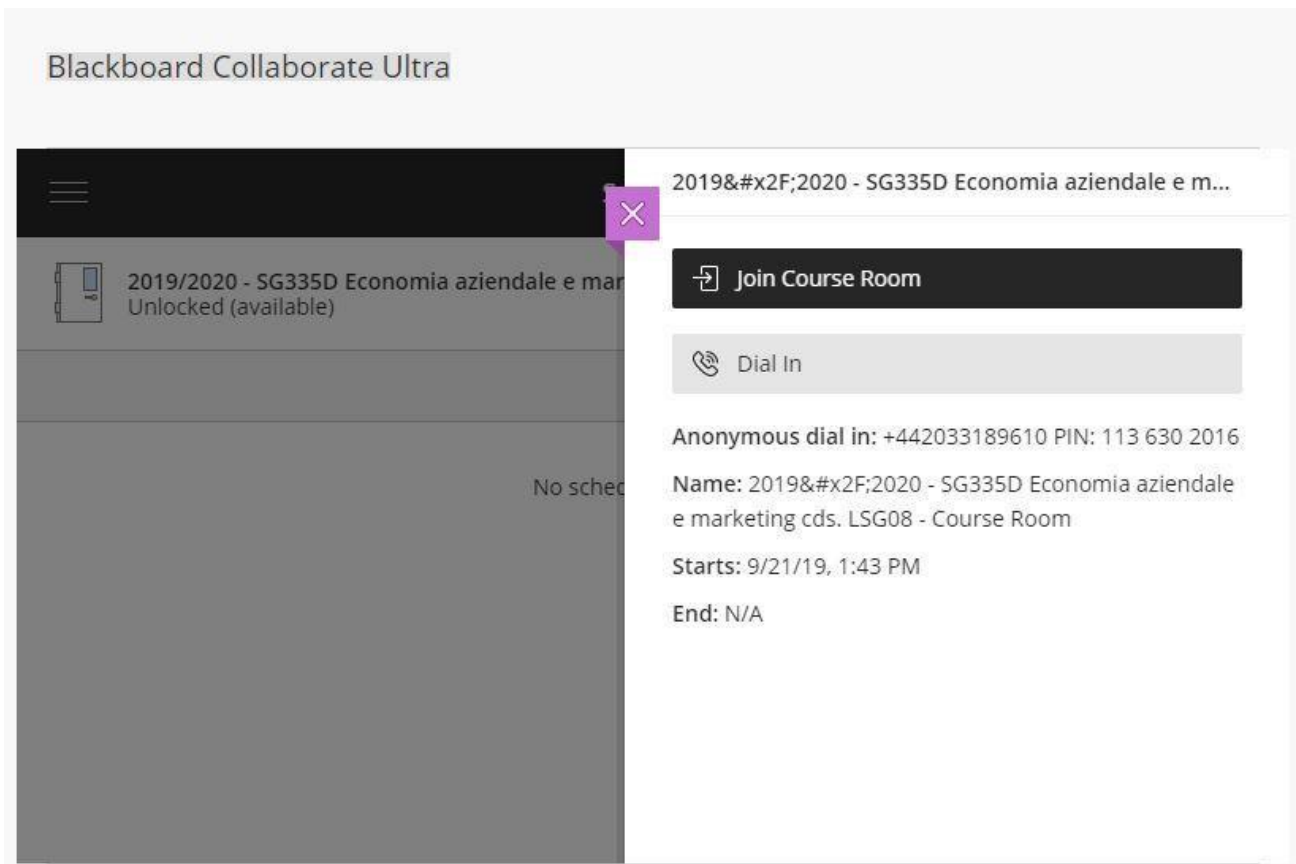 Blackboard Collaborate Ultra
2019&#x2F;2020 - SG335D Economia aziendale e m...
2019/2020 - SG335D Economia aziendale e mar
Unlocked (available)
Join Course Room
Dial In
Anonymous dial in: +442033189610 PIN: 113 630 2016
No sched
Name: 2019&#x2F;2020 - SG335D Economia aziendale
e marketing cds. LSG08 - Course Room
Starts: 9/21/19, 1:43 PM
End: N/A